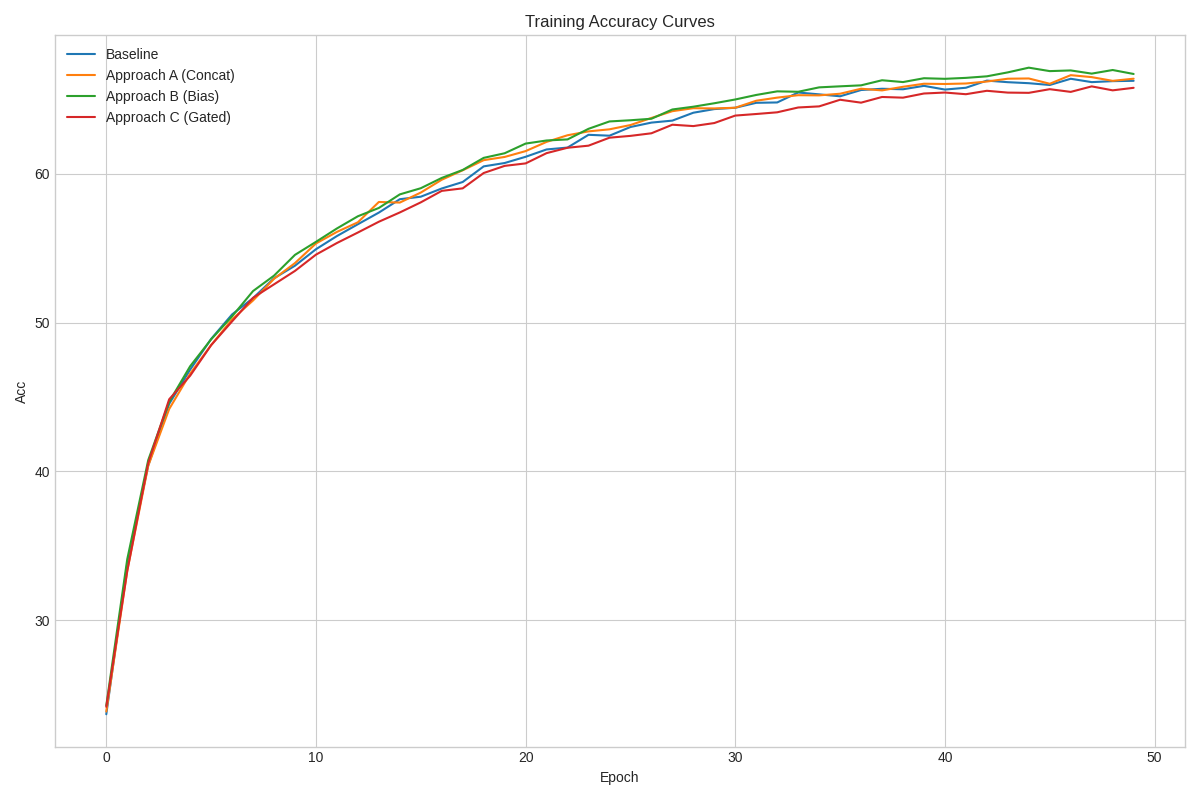 Training Accuracy Curves
Baseline
Approach A (Concat)
Approach B (Bias)
Approach C (Gated)
60
50
40
30
Acc
0 10 20 30 40 50
Epoch